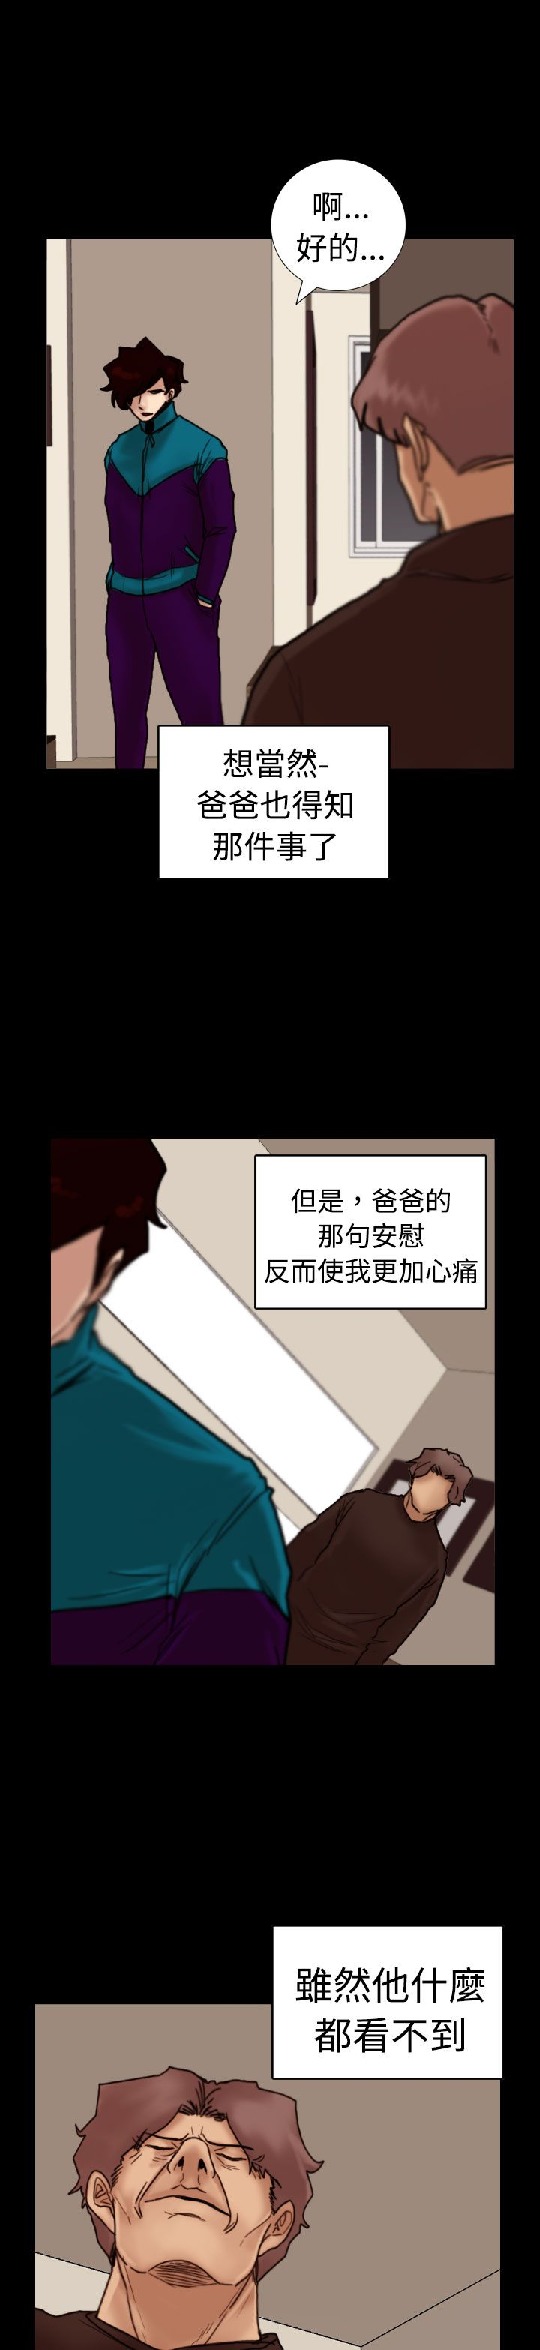 啊...
好的...
想當然-
爸爸也得知
那件事了
但是，爸爸的
那句安慰
反而使我更加心痛
雖然他什麼
都看不到